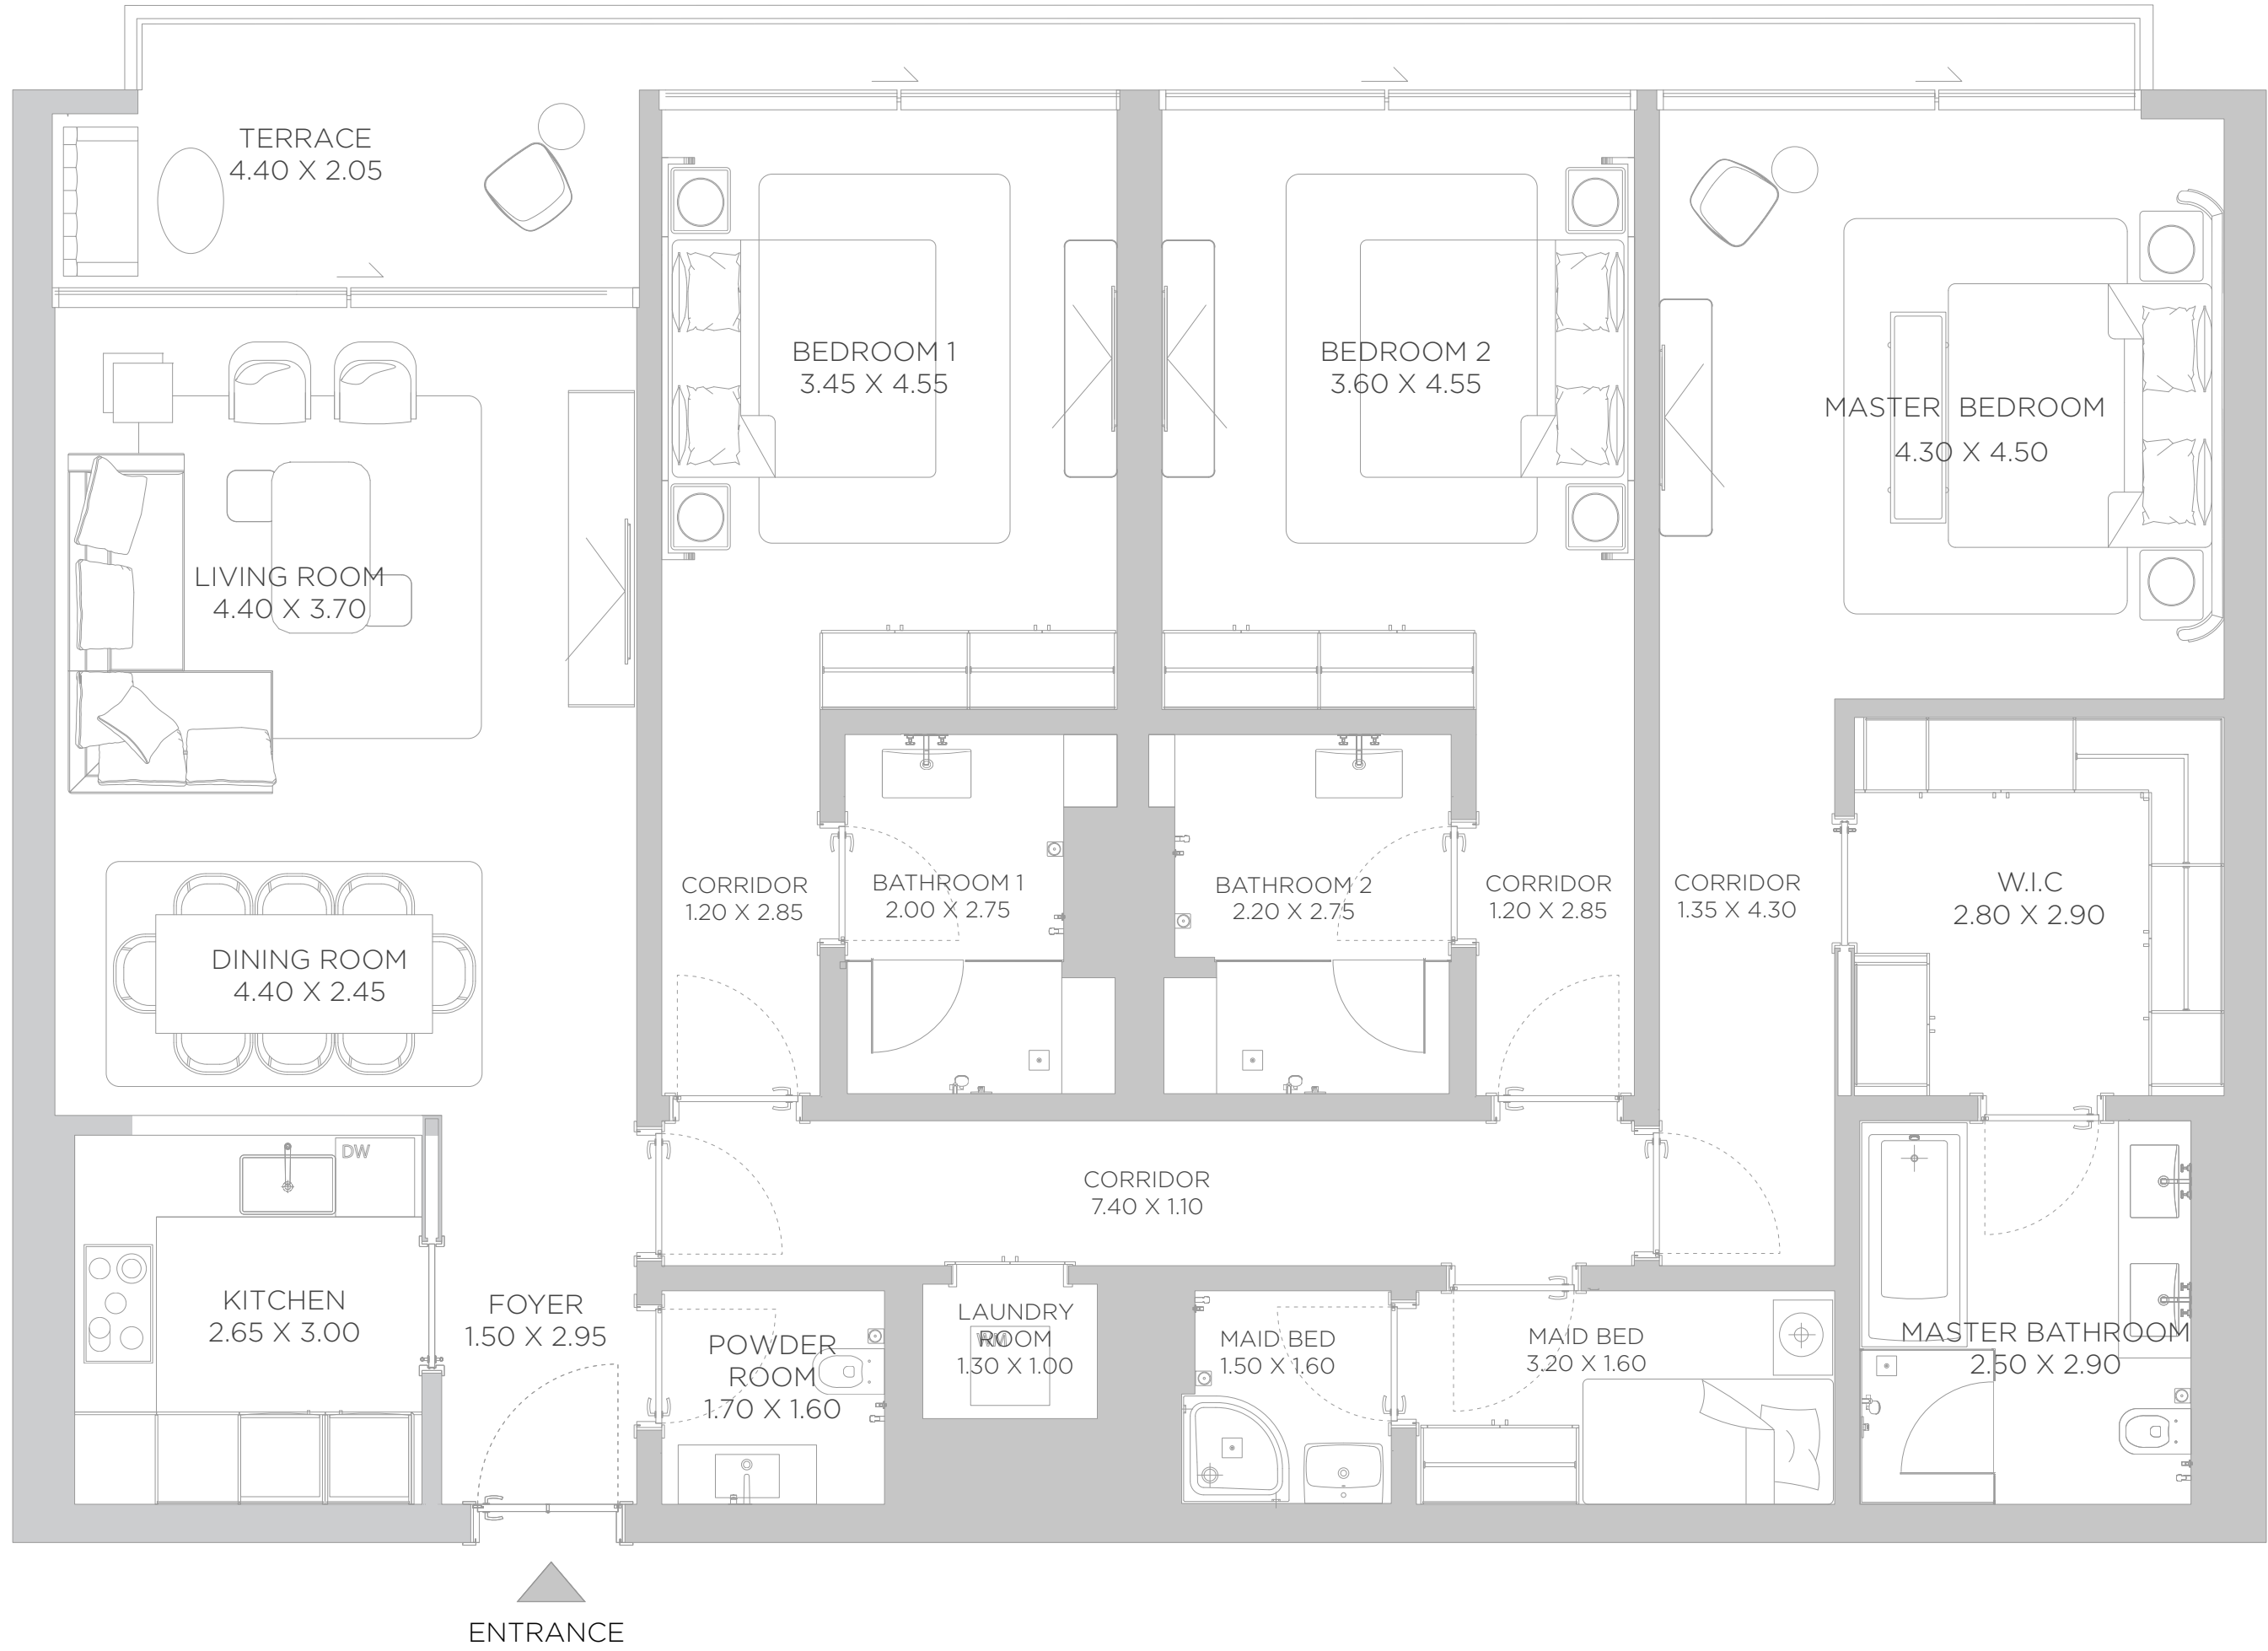 TERRACE
4.40 X 2.05
BEDROOM 1
3.45 X 4.55
BEDROOM 2
3.60 X 4.55
MASTER BEDROOM
4.30 X 4.50
LIVING ROOM
4.40 X 3.70
CORRIDOR
1.20 X 2.85
BATHROOM 1
2.00 X 2.75
BATHROOM 2
2.20 X 2.75
CORRIDOR
1.20 X 2.85
CORRIDOR
1.35 X 4.30
W.I.C
2.80 X 2.90
DINING ROOM
4.40 X 2.45
DW
CORRIDOR
7.40 X 1.10
KITCHEN
2.65 X 3.00
FOYER
1.50 X 2.95
POWDER
ROOM
1.70 X 1.60
LAUNDRY
ROOM
WM
1.30 X 1.00
MAID BED
1.50 X 1.60
MAID BED
3.20 X 1.60
MASTER BATHROOM
2.50 X 2.90
ENTRANCE